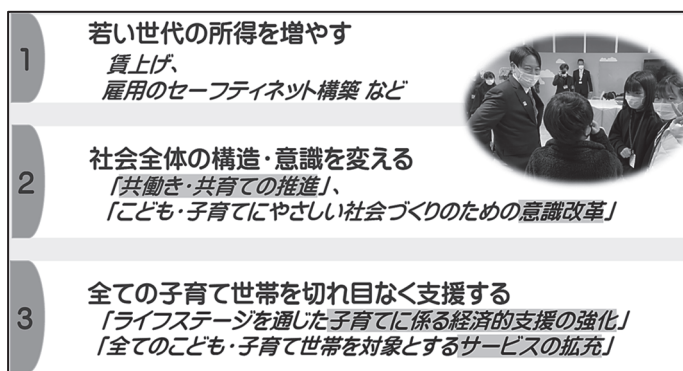 1
若い世代の所得を増やす
賃上げ、
雇用のセーフティネット構築 など
2
社会全体の構造・意識を変える
「共働き・共育ての推進」、
「こども・子育てにやさしい社会づくりのための意識改革」
3
全ての子育て世帯を切れ目なく支援する
「ライフステージを通じた子育てに係る経済的支援の強化」
「全てのこども・子育て世帯を対象とするサービスの拡充」